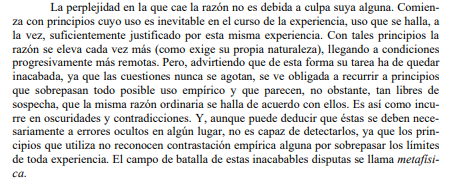 La perplejidad en la que cae la razón no es debida a culpa suya alguna. Comien-
za con principios cuyo uso es inevitable en el curso de la experiencia, uso que se halla, a
la vez, suficientemente justificado por esta misma experiencia. Con tales principios la
razón se eleva cada vez más (como exige su propia naturaleza), llegando a condiciones
progresivamente más remotas. Pero, advirtiendo que de esta forma su tarea ha de quedar
inacabada, ya que las cuestiones nunca se agotan, se ve obligada a recurrir a principios
que sobrepasan todo posible uso empírico y que parecen, no obstante, tan libres de
sospecha, que la misma razón ordinaria se halla de acuerdo con ellos. Es así como incu-
rre en oscuridades y contradicciones. Y, aunque puede deducir que éstas se deben nece-
sariamente a errores ocultos en algún lugar, no es capaz de detectarlos, ya que los prin-
cipios que utiliza no reconocen contrastación empírica alguna por sobrepasar los límites
de toda experiencia. El campo de batalla de estas inacabables disputas se llama metafísi-
ca.